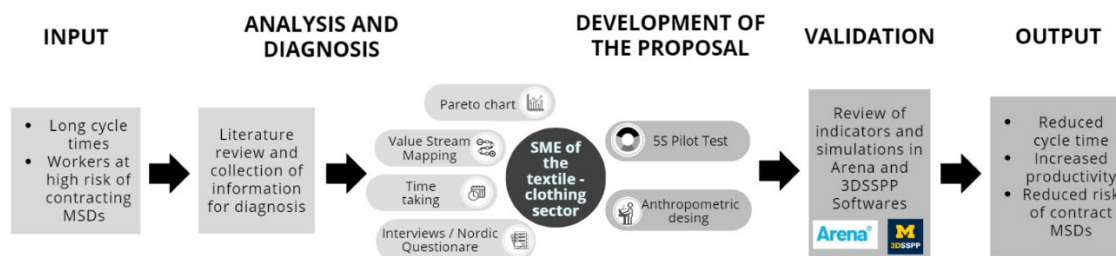 INPUT
ANALYSIS AND
DIAGNOSIS
DEVELOPMENT OF
THE PROPOSAL
VALIDATION
OUTPUT
• Long cycle
times
• Workers at
high risk of
contracting
MSDs
Literature
review and
collection of
information
for diagnosis
Pareto chart
Value Stream
Mapping
Time
taking
Interviews / Nordic
Questionare
SME of
the
textile -
clothing
sector
5S Pilot Test
Anthropometric
desing
Review of
indicators and
simulations in
Arena and
3DSSPP
Softwares
Arena®
M
3DSSPP
• Reduced
cycle time
• Increased
productivity
• Reduced risk
of contract
MSDs